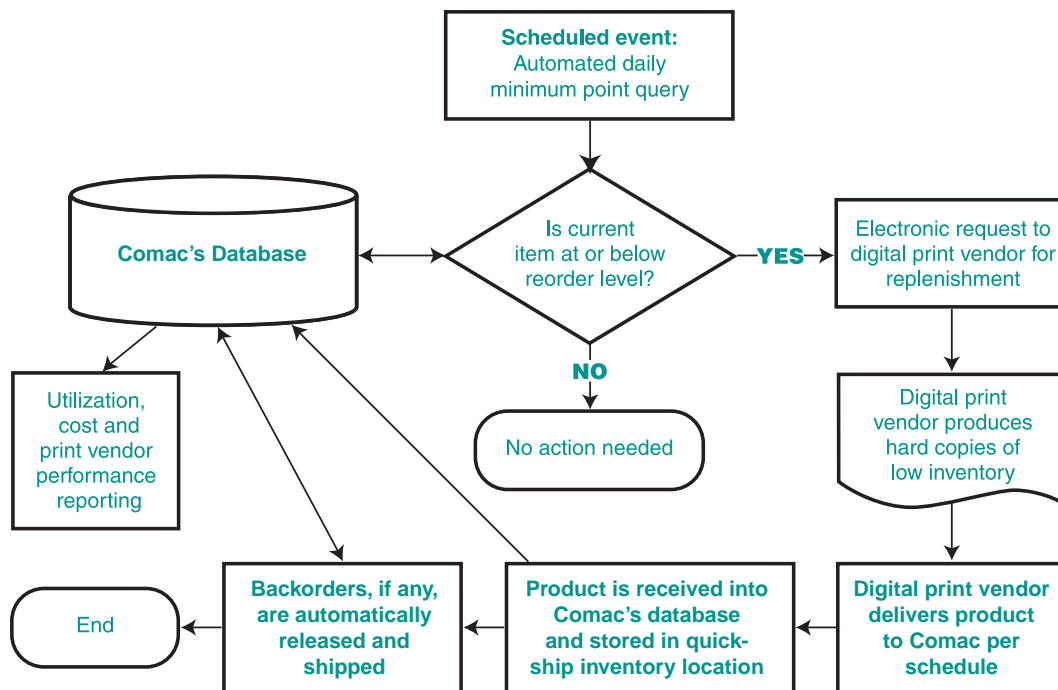 Scheduled event:
Automated daily
minimum point query
Comac's Database
Is current
item at or below
reorder level?
YES
Electronic request to
digital print vendor for
replenishment
NO
No action needed
Utilization,
cost and
print vendor
performance
reporting
Digital print
vendor produces
hard copies of
low inventory
End
Backorders, if any,
are automatically
released and
shipped
Product is received into
Comac's database
and stored in quick-
ship inventory location
Digital print vendor
delivers product
to Comac per
schedule